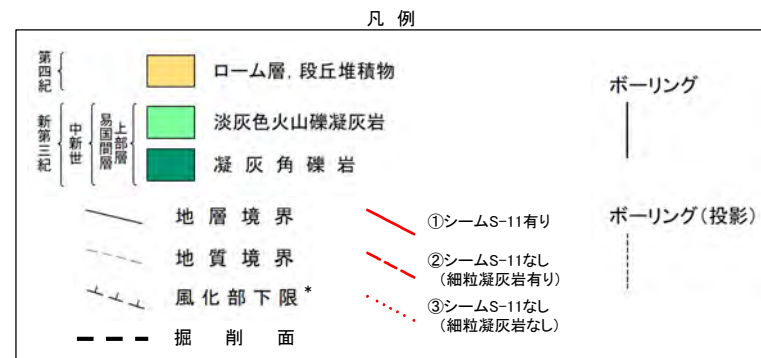 凡 例
第四紀
ローム層, 段丘堆積物
新第三紀
中新世
易国間層
上部層
淡灰色火山礫凝灰岩
凝 灰 角 礫 岩
ボーリング
地 層 境 界
地 質 境 界
風 化 部 下 限 *
掘 削 面
①シームS-11有り
②シームS-11なし
(細粒凝灰岩有り)
③シームS-11なし
(細粒凝灰岩なし)
ボーリング(投影)